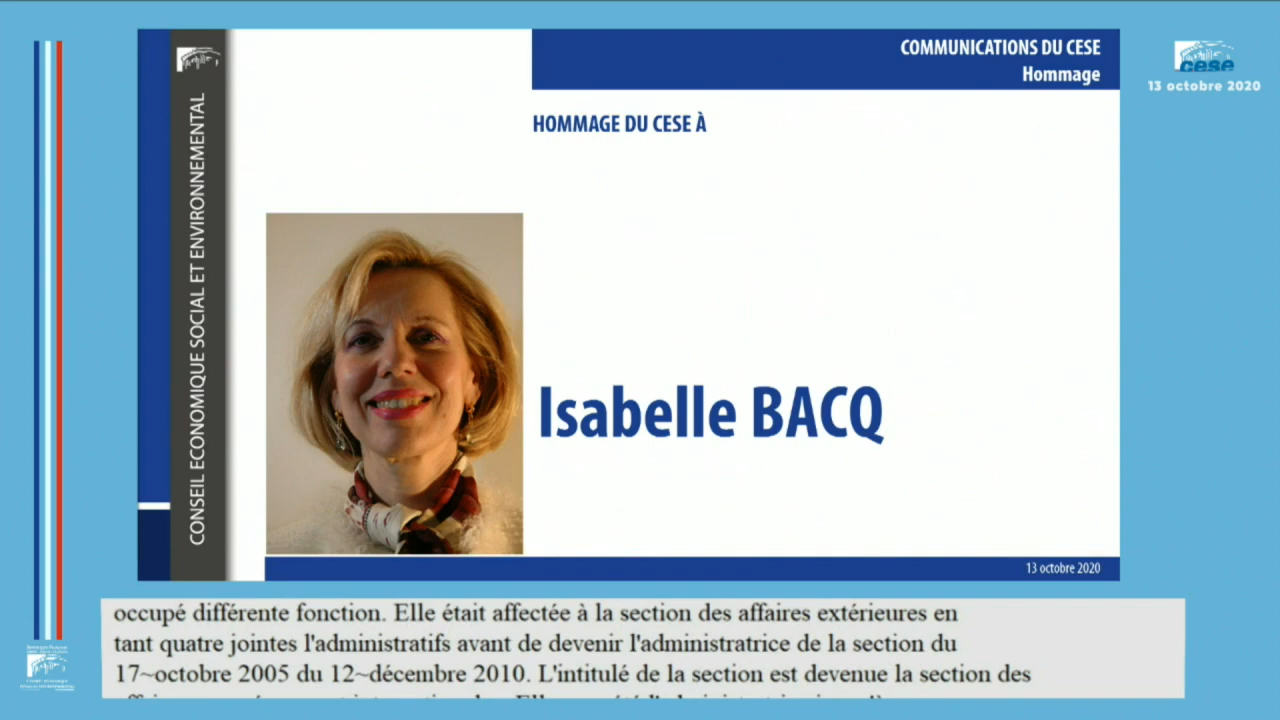 COMMUNICATIONS DU CESE
Hommage
cese
13 octobre 2020
HOMMAGE DU CESE À
CONSEIL ECONOMIQUE SOCIAL ET ENVIRONNEMENTAL
Isabelle BACQ
13 octobre 2020
occupé différente fonction. Elle était affectée à la section des affaires extérieures en
tant quatre jointes l'administratifs avant de devenir l'administratrice de la section du
17~octobre 2005 du 12~décembre 2010. L'intitulé de la section est devenue la section des